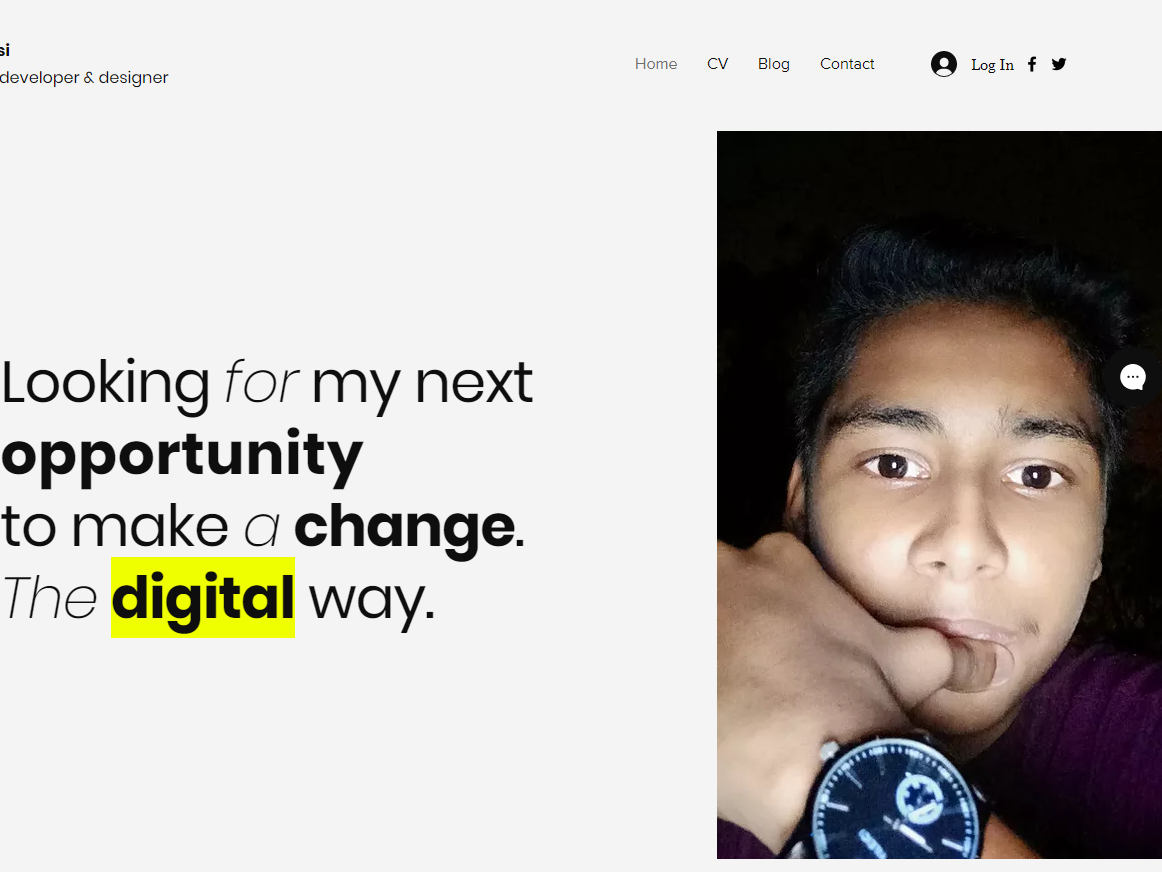 si
developer & designer
Home CV Blog Contact Log In
Looking for my next
opportunity
to make a change.
The digital way.